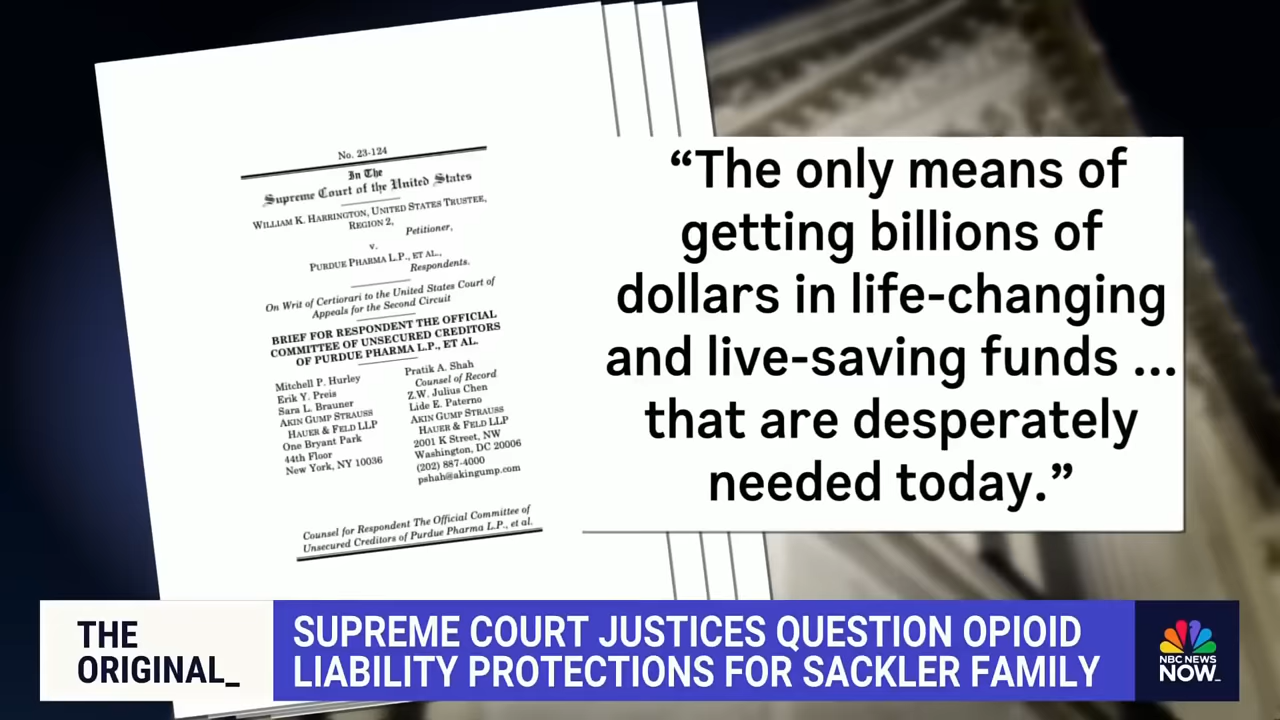 No. 23-124
In The
Supreme Court of the United States
WILLIAM K. HARRINGTON, UNITED STATES TRUSTEE,
REGION 2,
Petitioner,
v.
PURDUE PHARMA L.P., ET AL.,
Respondents.
On Writ of Certiorari to the United States Court of
Appeals for the Second Circuit
BRIEF FOR RESPONDENT THE OFFICIAL
COMMITTEE OF UNSECURED CREDITORS
OF PURDUE PHARMA L.P., ET AL.
Mitchell P. Hurley
Erik Y. Preis
Sara L. Brauner
AKIN GUMP STRAUSS
HAUER & FELD LLP
One Bryant Park
44th Floor
New York, NY 10036
Pratik A. Shah
Counsel of Record
Z.W. Julius Chen
Lide E. Paterno
AKIN GUMP STRAUSS
HAUER & FELD LLP
2001 K Street, NW
Washington, DC 20006
(202) 887-4000
pshah@akingump.com
Counsel for Respondent The Official Committee of
Unsecured Creditors of Purdue Pharma L.P., et al.
“The only means of
getting billions of
dollars in life-changing
and live-saving funds ...
that are desperately
needed today.”
THE
ORIGINAL_
SUPREME COURT JUSTICES QUESTION OPIOID
LIABILITY PROTECTIONS FOR SACKLER FAMILY
NBC NEWS
NOW_